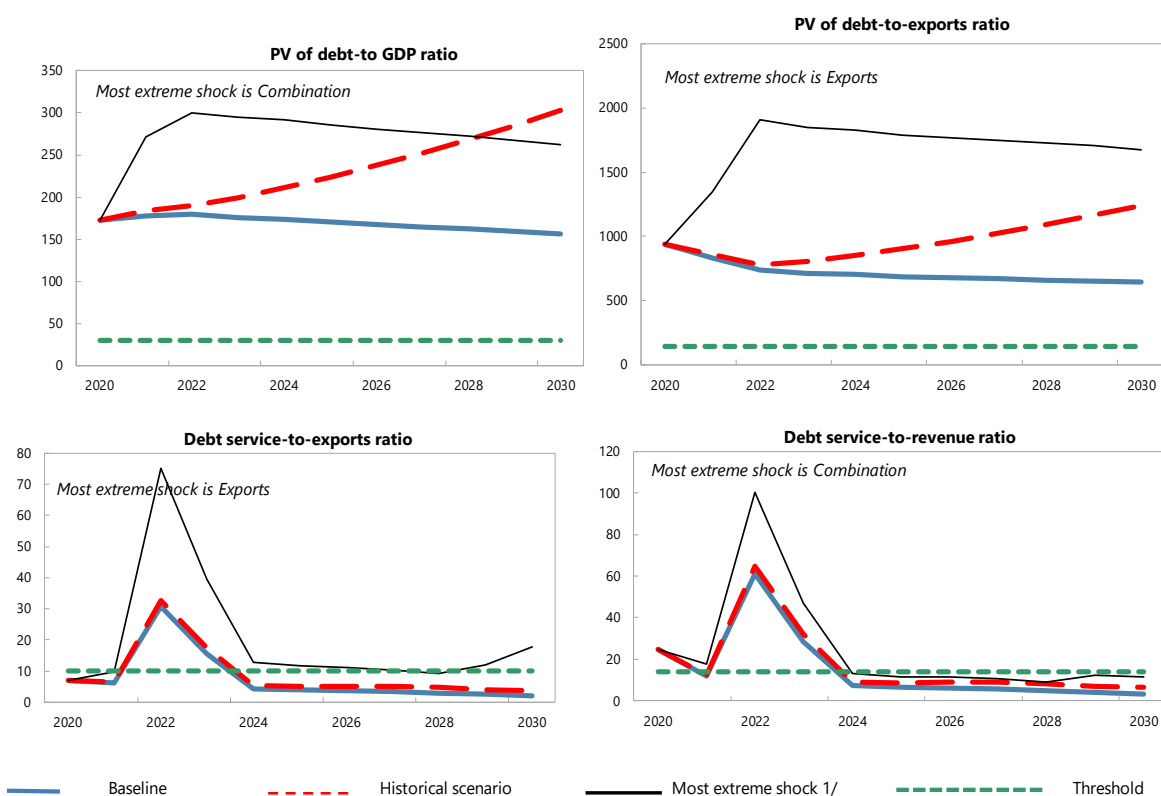 PV of debt-to GDP ratio
Most extreme shock is Combination
350
300
250
200
150
100
50
0
2020 2022 2024 2026 2028 2030
PV of debt-to-exports ratio
Most extreme shock is Exports
2500
2000
1500
1000
500
0
2020 2022 2024 2026 2028 2030
Debt service-to-exports ratio
Most extreme shock is Exports
80
70
60
50
40
30
20
10
0
2020 2022 2024 2026 2028 2030
Debt service-to-revenue ratio
Most extreme shock is Combination
120
100
80
60
40
20
0
2020 2022 2024 2026 2028 2030
Baseline Historical scenario Most extreme shock 1/ Threshold